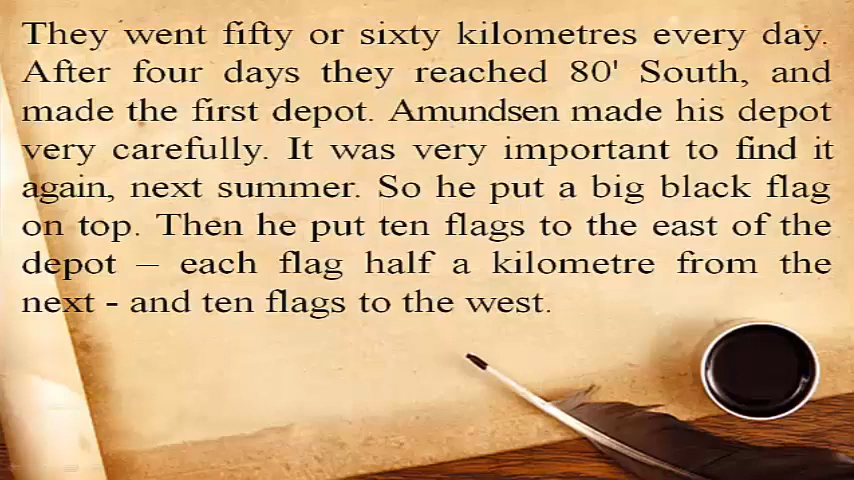 They went fifty or sixty kilometres every day.
After four days they reached 80' South, and
made the first depot. Amundsen made his depot
very carefully. It was very important to find it
again, next summer. So he put a big black flag
on top. Then he put ten flags to the east of the
depot – each flag half a kilometre from the
next - and ten flags to the west.